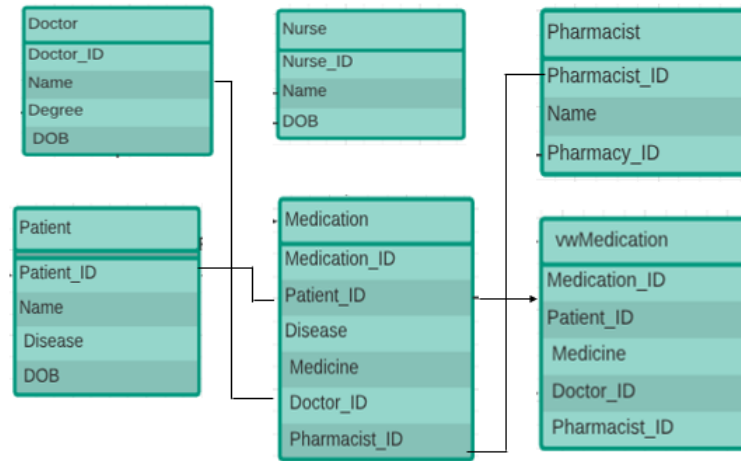 Doctor
Doctor_ID
Name
Degree
DOB
Nurse
Nurse_ID
Name
DOB
Pharmacist
Pharmacist_ID
Name
Pharmacy_ID
Patient
Patient_ID
Name
Disease
DOB
Medication
Medication_ID
Patient_ID
Disease
Medicine
Doctor_ID
Pharmacist_ID
vwMedication
Medication_ID
Patient_ID
Medicine
Doctor_ID
Pharmacist_ID